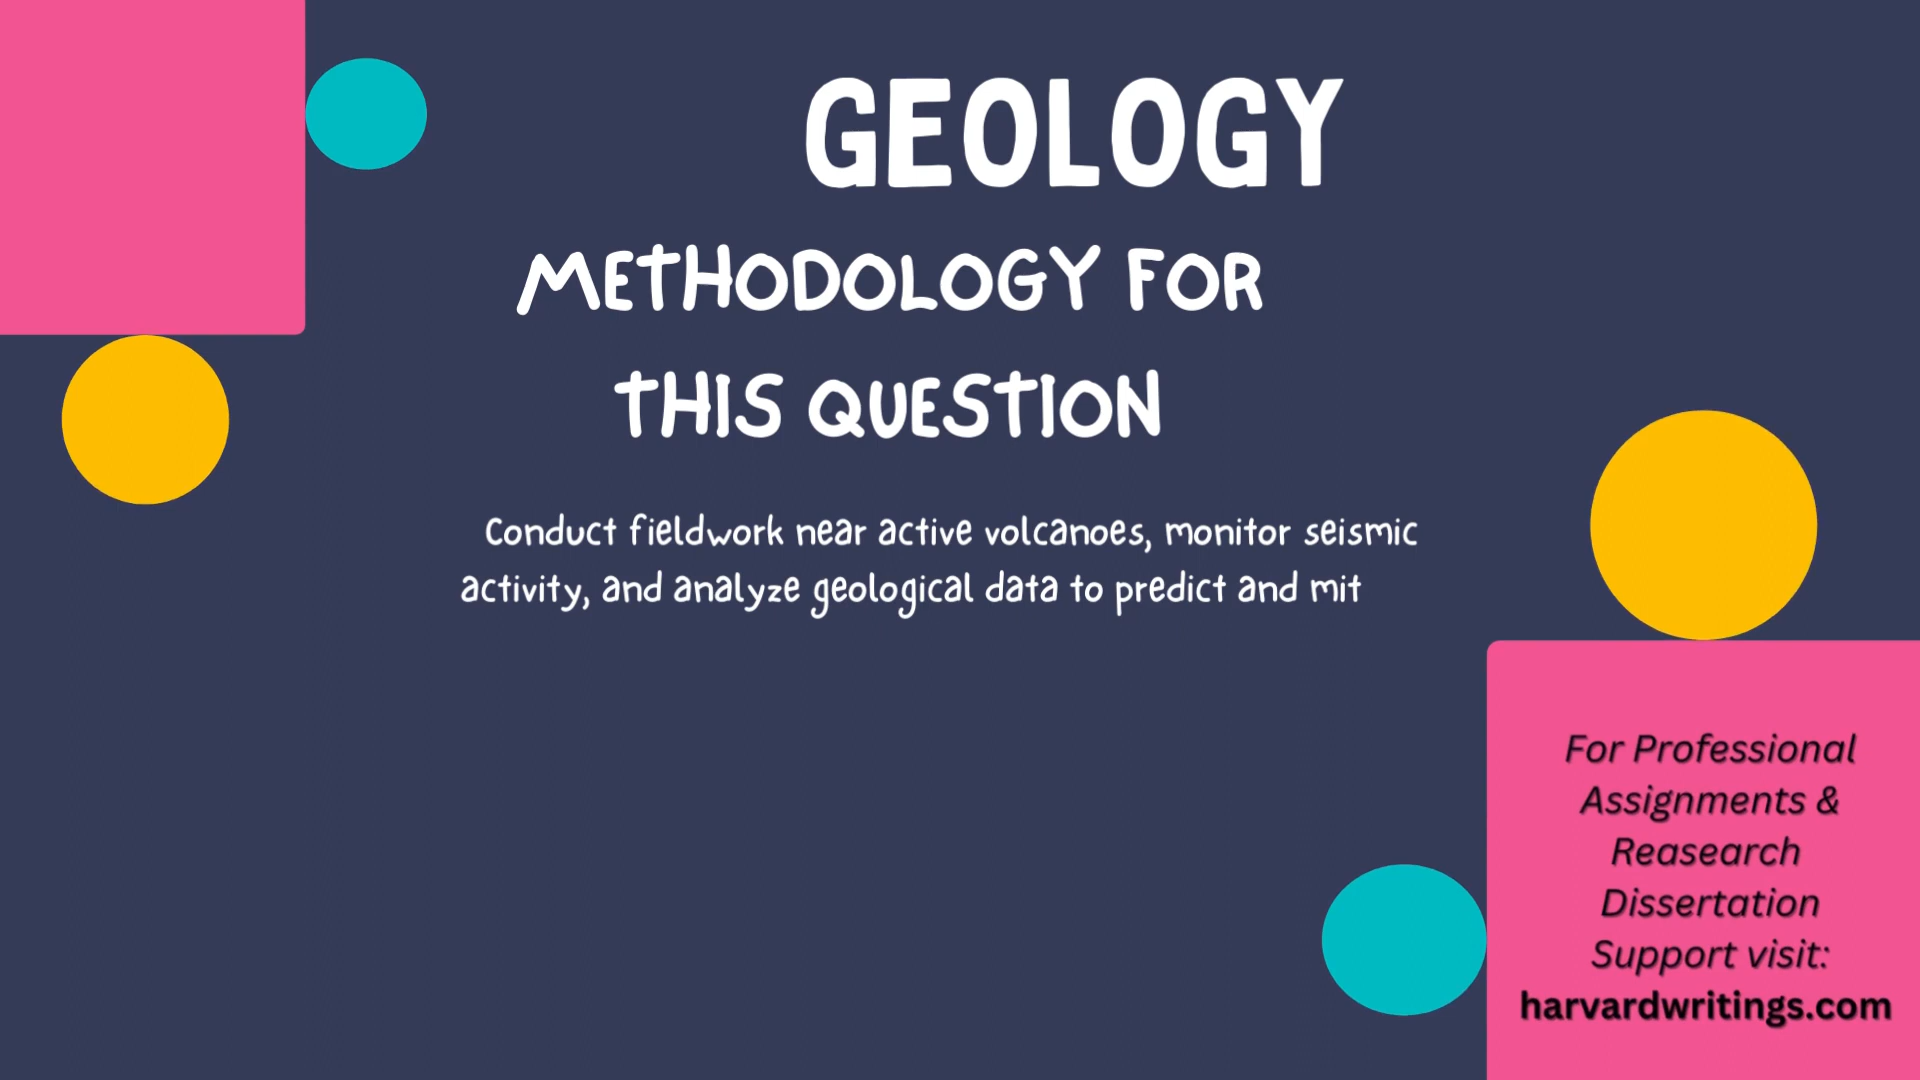 GEOLOGY
METHODOLOGY FOR
THIS QUESTION
Conduct fieldwork near active volcanoes, monitor seismic
activity, and analyze geological data to predict and mit
For Professional
Assignments &
Reasearch
Dissertation
Support visit:
harvardwritings.com